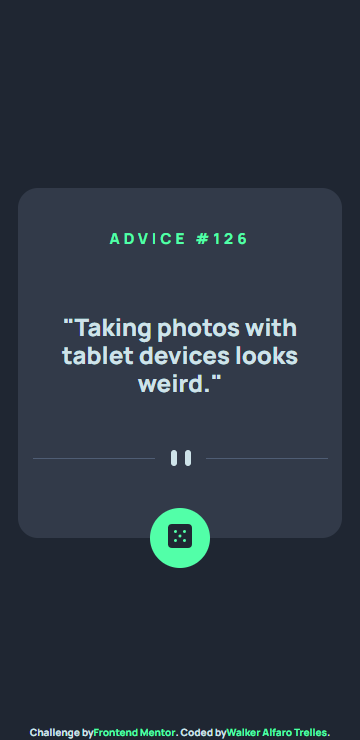 ADVICE #126
"Taking photos with
tablet devices looks
weird."
Challenge byFrontend Mentor. Coded byWalker Alfaro Trelles.